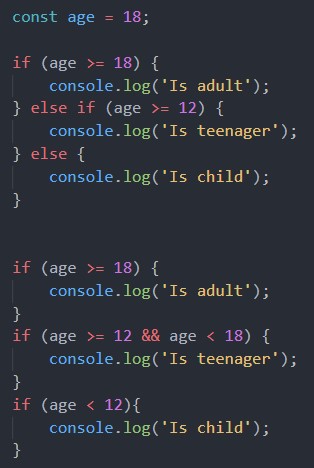 const age = 18;

if (age >= 18) {
    console.log('Is adult');
} else if (age >= 12) {
    console.log('Is teenager');
} else {
    console.log('Is child');
}


if (age >= 18) {
    console.log('Is adult');
}
if (age >= 12 && age < 18) {
    console.log('Is teenager');
}
if (age < 12){
    console.log('Is child');
}